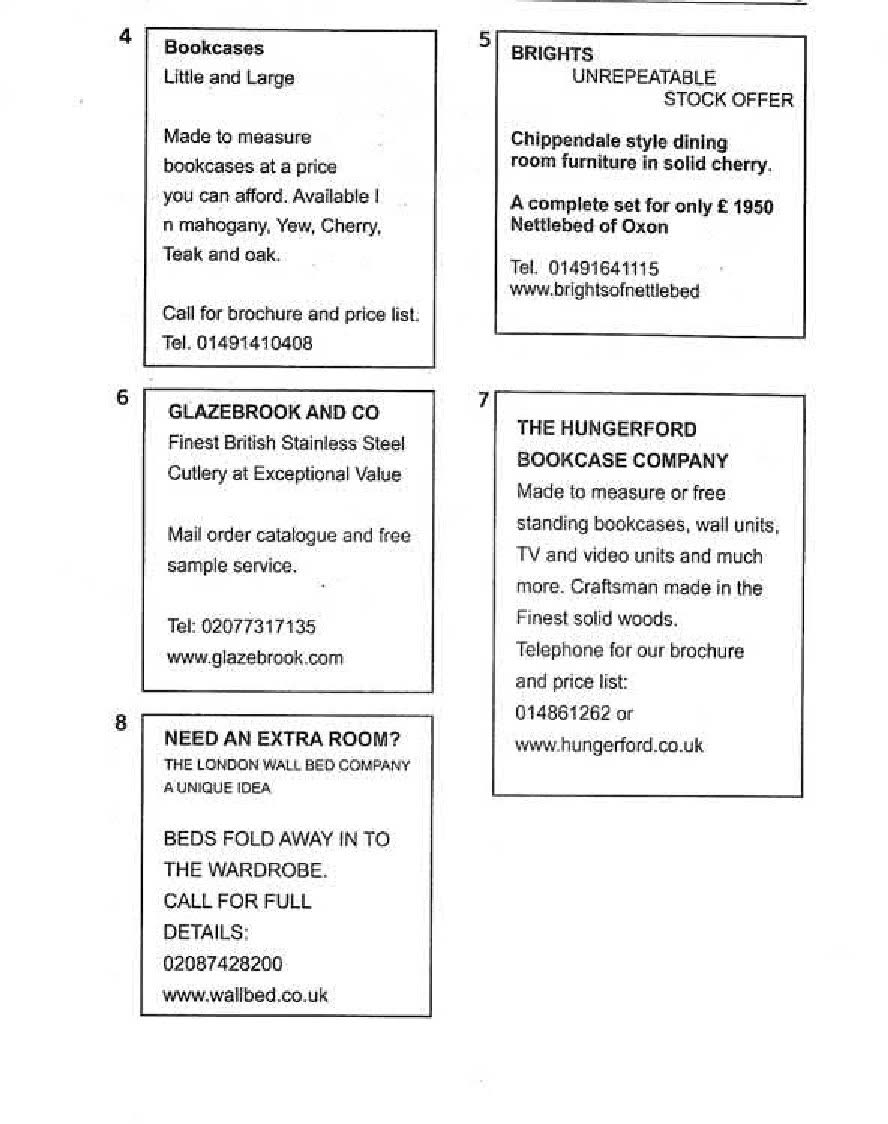 4
Bookcases
Little and Large
Made to measure
bookcases at a price
you can afford. Available I
n mahogany, Yew, Cherry,
Teak and oak.
Call for brochure and price list.
Tel. 01491410408
5
BRIGHTS
UNREPEATABLE
STOCK OFFER
Chippendale style dining
room furniture in solid cherry.
A complete set for only £ 1950
Nettlebed of Oxon
Tel. 01491641115
www.brightsofnettlebed
6
GLAZEBROOK AND CO
Finest British Stainless Steel
Cutlery at Exceptional Value
Mail order catalogue and free
sample service.
Tel: 02077317135
www.glazebrook.com
7
THE HUNGERFORD
BOOKCASE COMPANY
Made to measure or free
standing bookcases, wall units,
TV and video units and much
more. Craftsman made in the
Finest solid woods.
Telephone for our brochure
and price list:
014861262 or
www.hungerford.co.uk
8
NEED AN EXTRA ROOM?
THE LONDON WALL BED COMPANY
A UNIQUE IDEA
BEDS FOLD AWAY IN TO
THE WARDROBE.
CALL FOR FULL
DETAILS:
02087428200
www.wallbed.co.uk